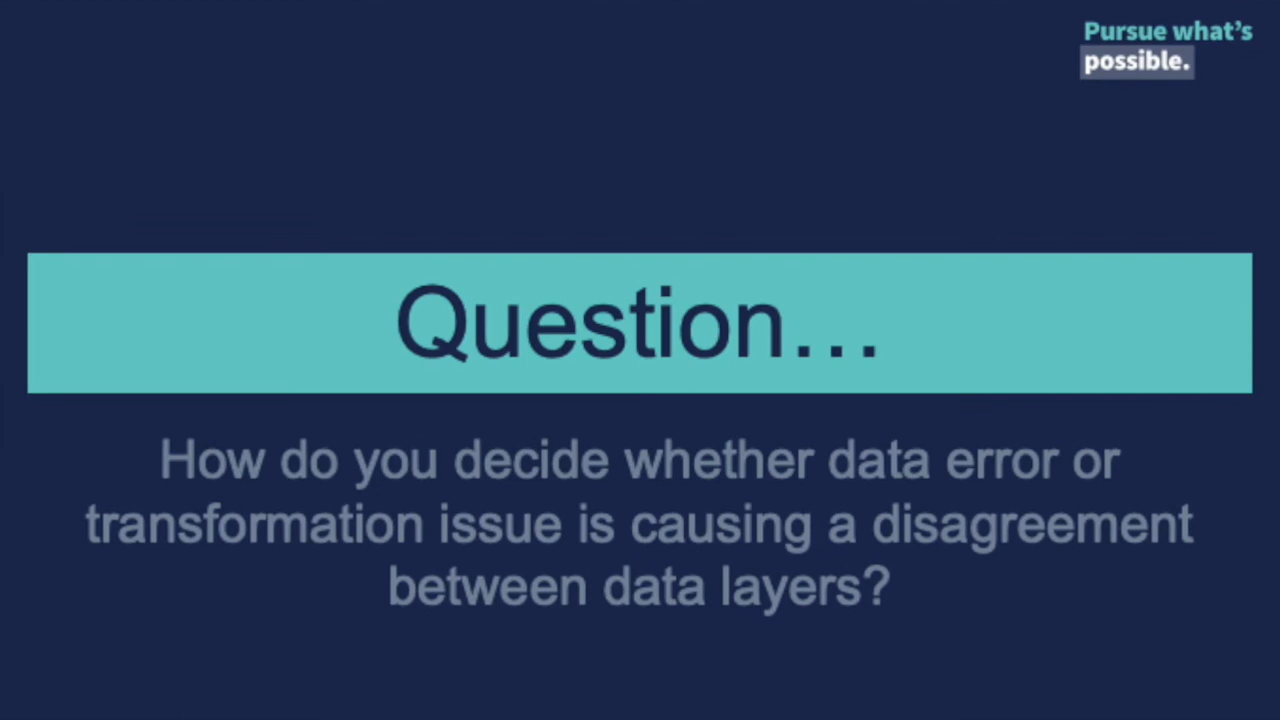 Pursue what’s
possible.
Question…
How do you decide whether data error or
transformation issue is causing a disagreement
between data layers?